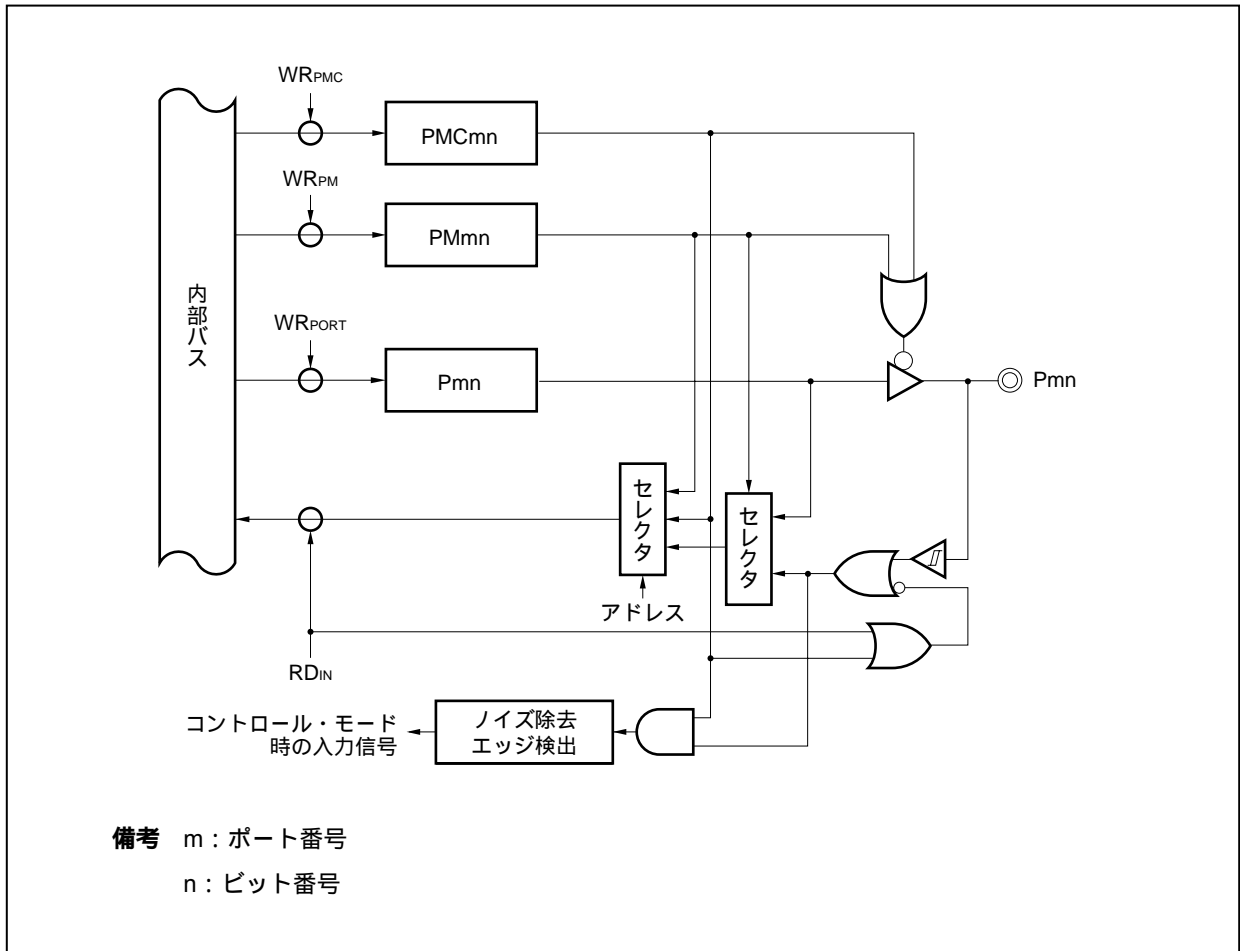 WRPMC
PMCmn
WRPM
PMmn
内部バス
WRPORT
Pmn
Pmn
セレクタ
セレクタ
アドレス
RDIN
コントロール・モード
時の入力信号
ノイズ除去
エッジ検出
備考 m：ポート番号
n：ビット番号